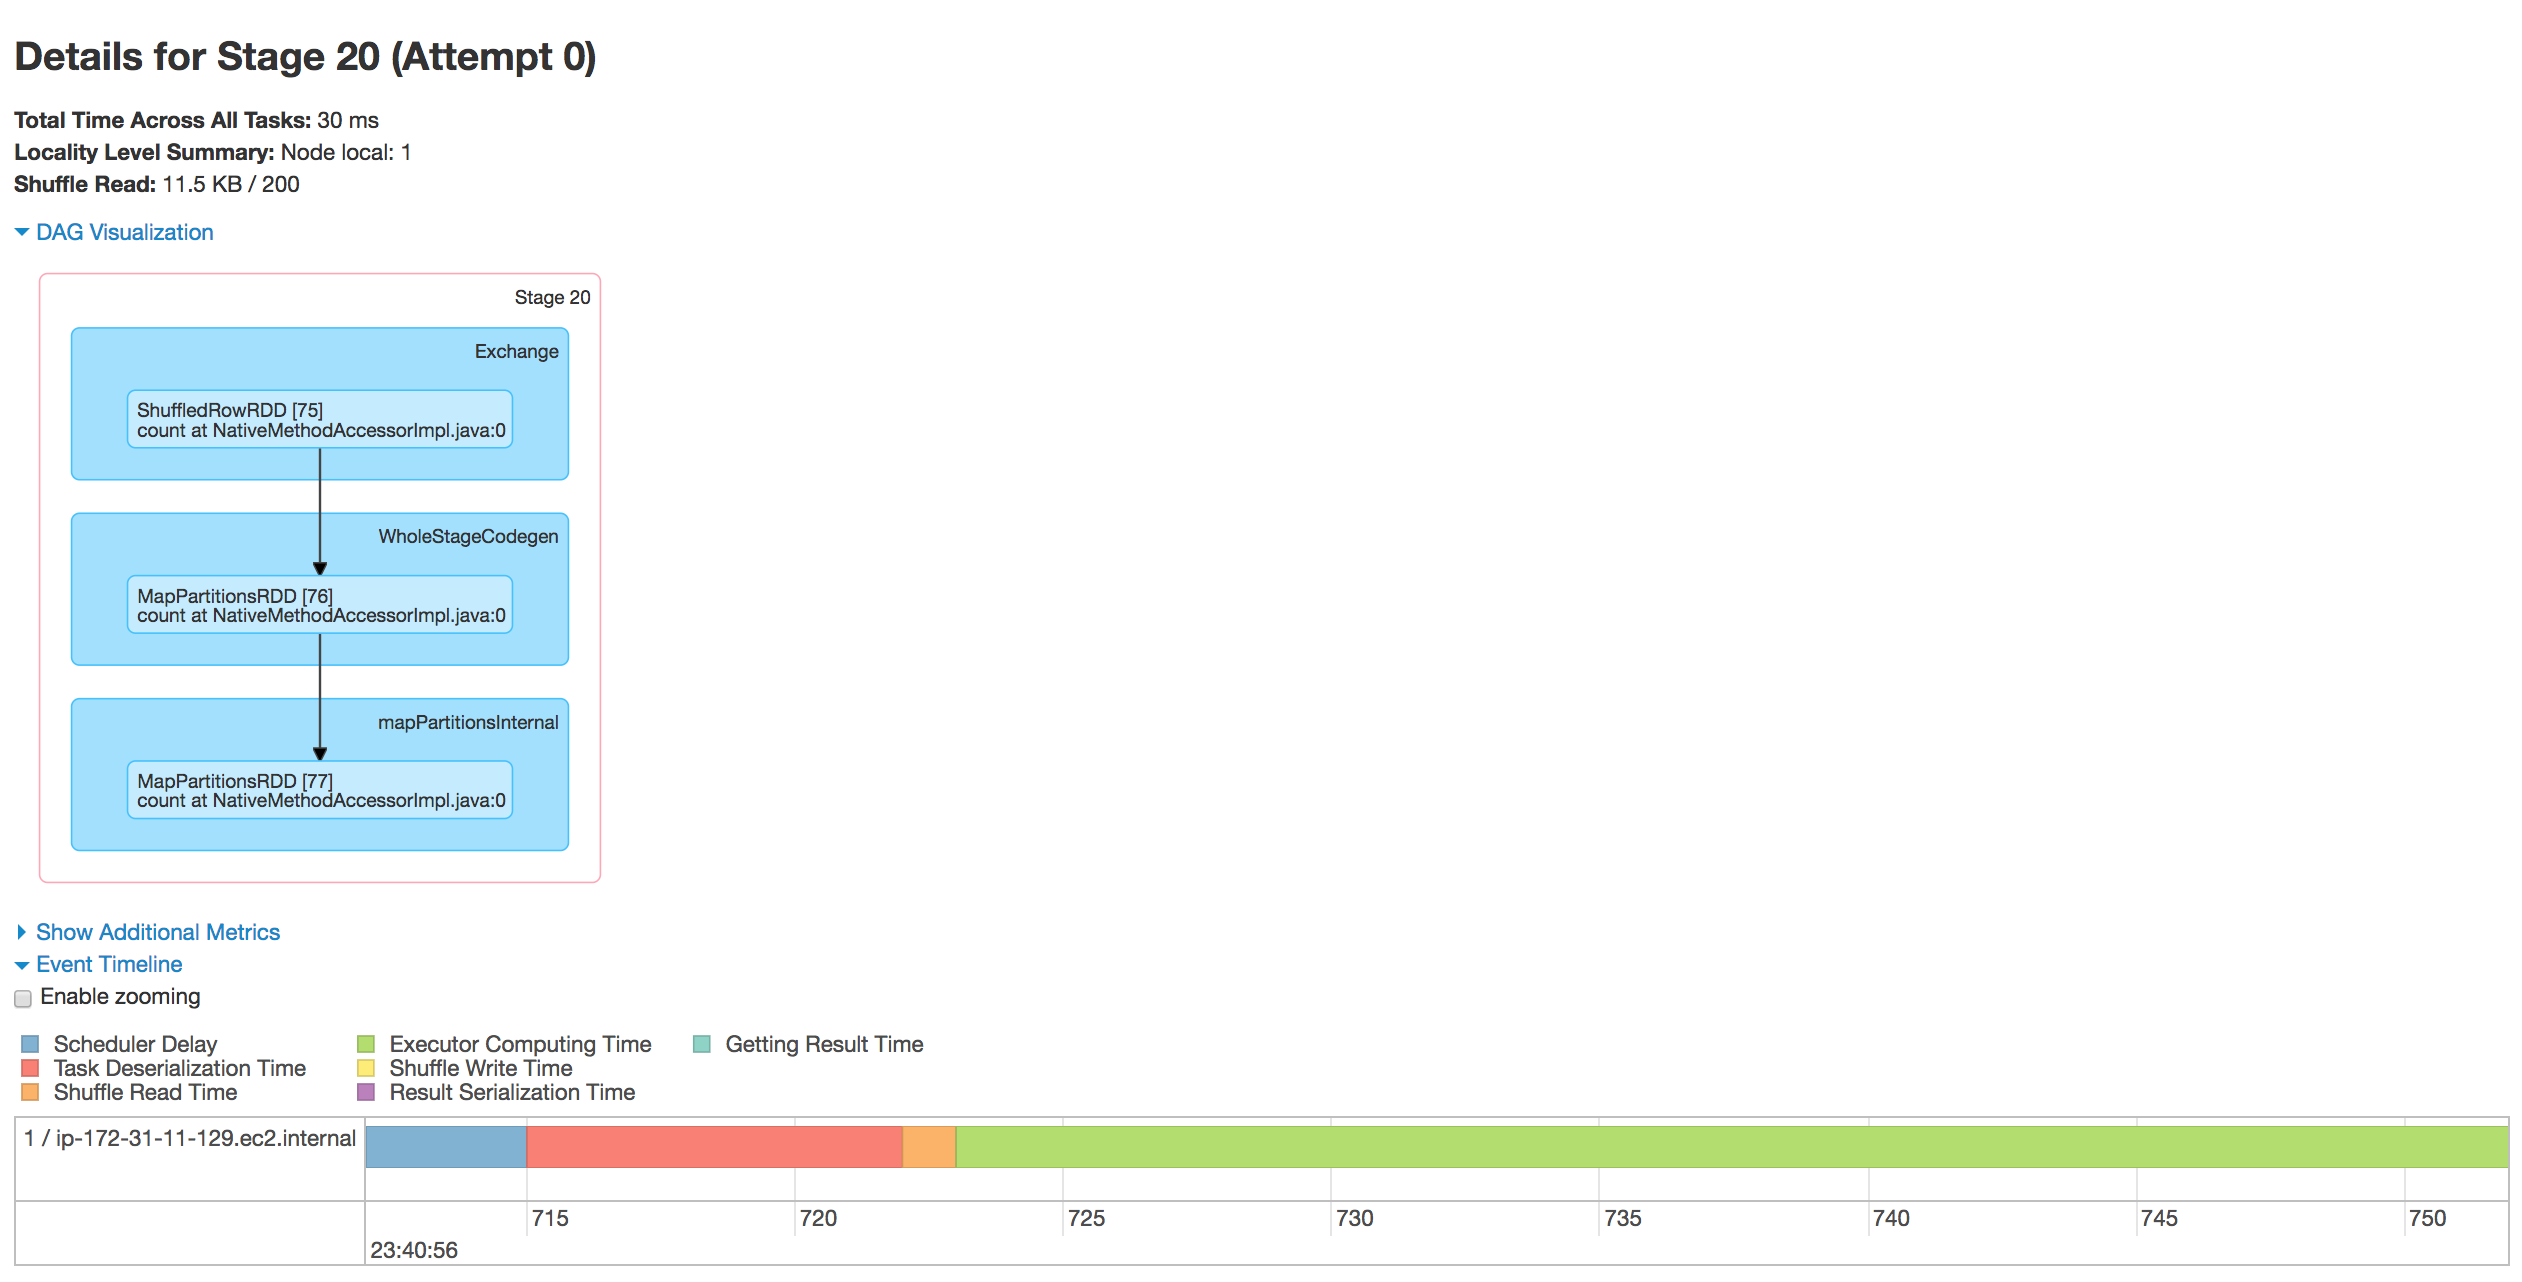 Details for Stage 20 (Attempt 0)
Total Time Across All Tasks: 30 ms
Locality Level Summary: Node local: 1
Shuffle Read: 11.5 KB / 200
DAG Visualization
Stage 20
Exchange
ShuffledRowRDD [75]
count at NativeMethodAccessorImpl.java:0
WholeStageCodegen
MapPartitionsRDD [76]
count at NativeMethodAccessorImpl.java:0
mapPartitionsInternal
MapPartitionsRDD [77]
count at NativeMethodAccessorImpl.java:0
Show Additional Metrics
Event Timeline
Enable zooming
Scheduler Delay Executor Computing Time Getting Result Time
Task Deserialization Time Shuffle Write Time
Shuffle Read Time Result Serialization Time
1 / ip-172-31-11-129.ec2.internal
715 720 725 730 735 740 745 750
23:40:56